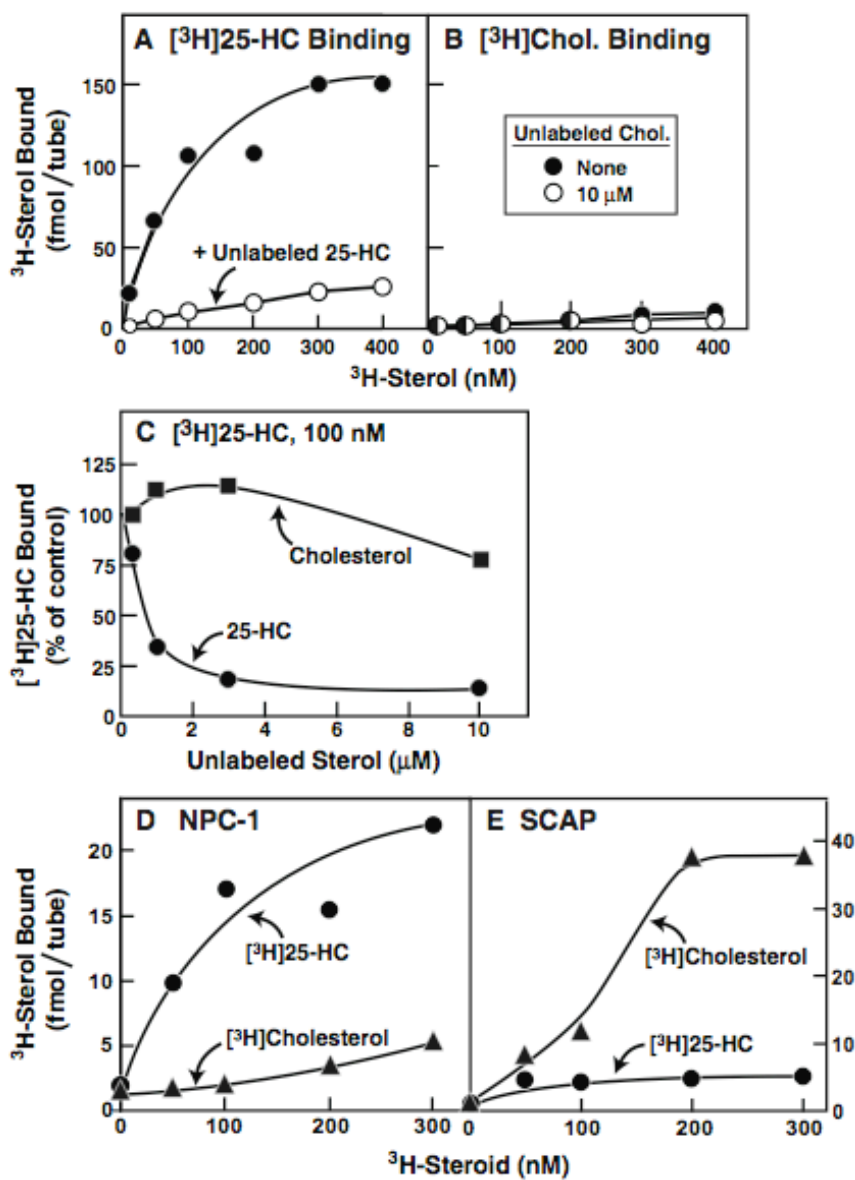 A [³H]25-HC Binding
B [³H]Chol. Binding
³H-Sterol Bound
(fmol/tube)
150
100
50
0
+ Unlabeled 25-HC
Unlabeled Chol.
None
10 μM
0 100 200 300 400
0 100 200 300 400
³H-Sterol (nM)
C [³H]25-HC, 100 nM
[³H]25-HC Bound
(% of control)
125
100
75
50
25
0
Cholesterol
25-HC
0 2 4 6 8 10
Unlabeled Sterol (μM)
D NPC-1
E SCAP
³H-Sterol Bound
(fmol/tube)
20
15
10
5
0
[³H]25-HC
[³H]Cholesterol
40
30
20
10
0
[³H]Cholesterol
[³H]25-HC
0 100 200 300
0 100 200 300
³H-Steroid (nM)